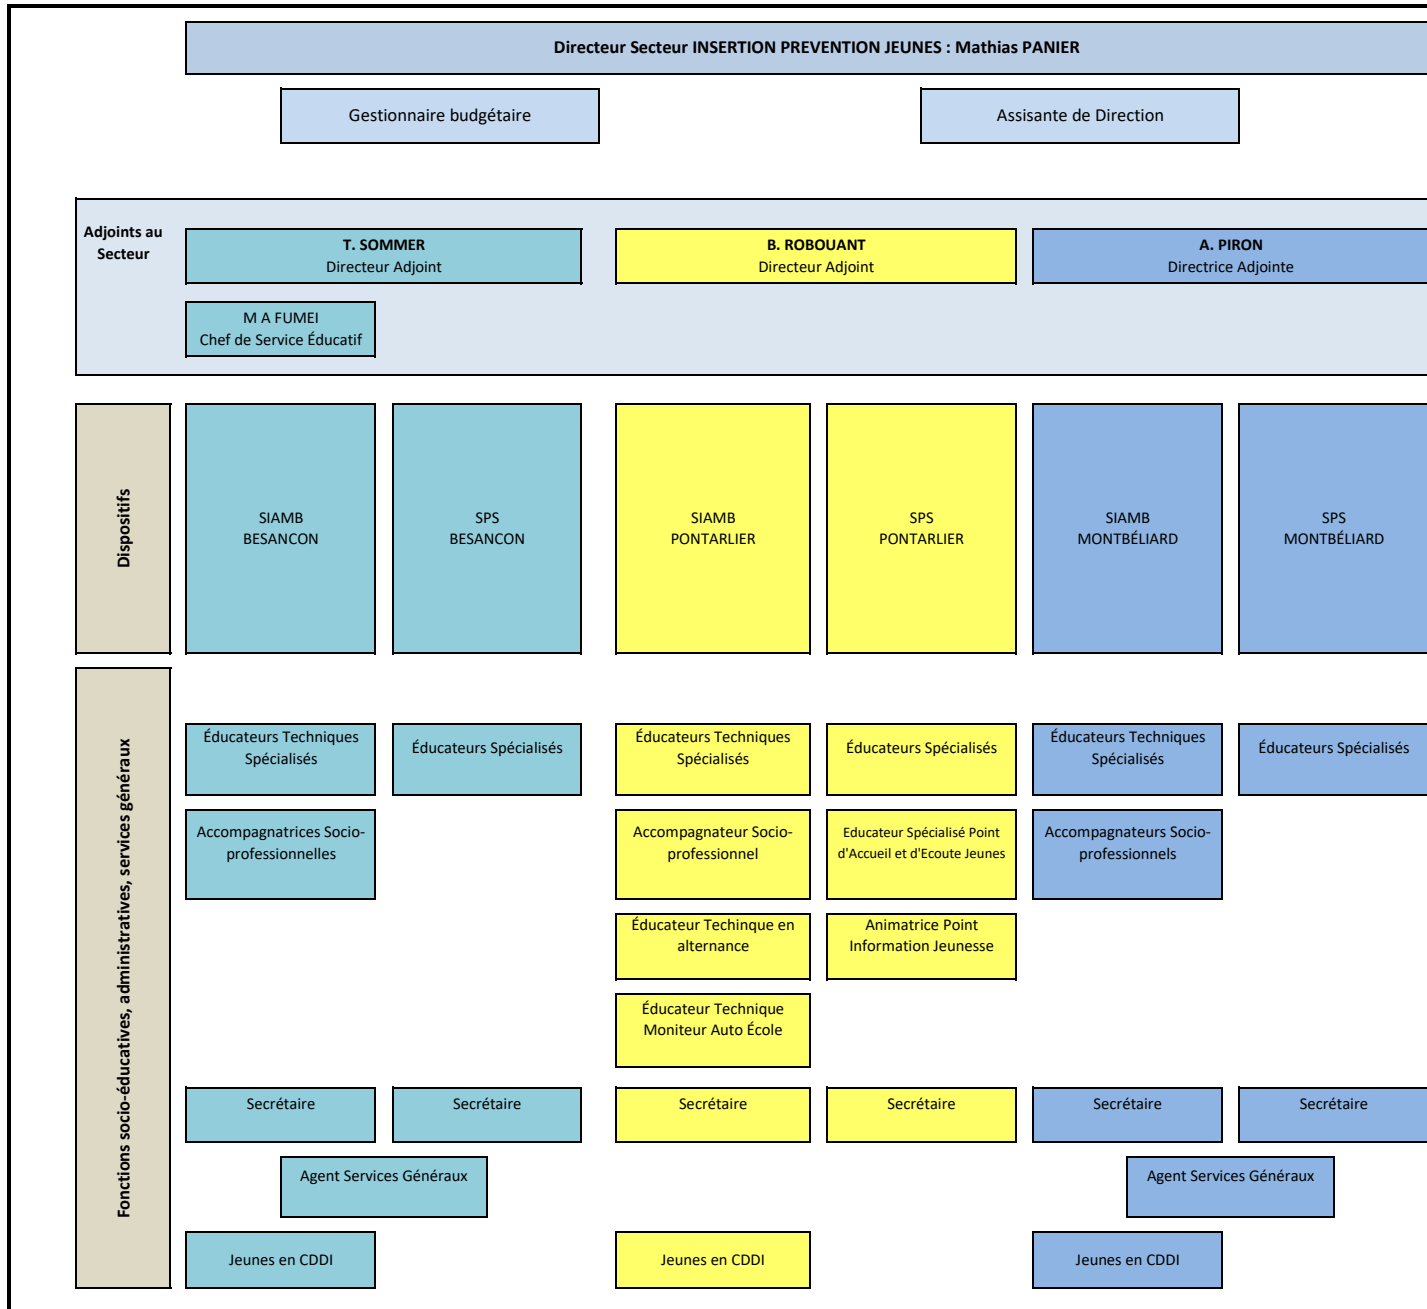 Directeur Secteur INSERTION PREVENTION JEUNES : Mathias PANIER
Gestionnaire budgétaire
Assisante de Direction
Adjoints au
Secteur
T. SOMMER
Directeur Adjoint
B. ROBOUANT
Directeur Adjoint
A. PIRON
Directrice Adjointe
M A FUMEI
Chef de Service Éducatif
Dispositifs
SIAMB
BESANCON
SPS
BESANCON
SIAMB
PONTARLIER
SPS
PONTARLIER
SIAMB
MONTBÉLIARD
SPS
MONTBÉLIARD
Fonctions socio-éducatives, administratives, services généraux
Éducateurs Techniques
Spécialisés
Éducateurs Spécialisés
Éducateurs Techniques
Spécialisés
Éducateurs Spécialisés
Éducateurs Techniques
Spécialisés
Éducateurs Spécialisés
Accompagnatrices Socio-
professionnelles
Accompagnateur Socio-
professionnel
Educateur Spécialisé Point
d'Accueil et d'Ecoute Jeunes
Accompagnateurs Socio-
professionnels
Éducateur Techinque en
alternance
Animatrice Point
Information Jeunesse
Éducateur Technique
Moniteur Auto École
Secrétaire
Secrétaire
Secrétaire
Secrétaire
Secrétaire
Secrétaire
Agent Services Généraux
Agent Services Généraux
Jeunes en CDDI
Jeunes en CDDI
Jeunes en CDDI